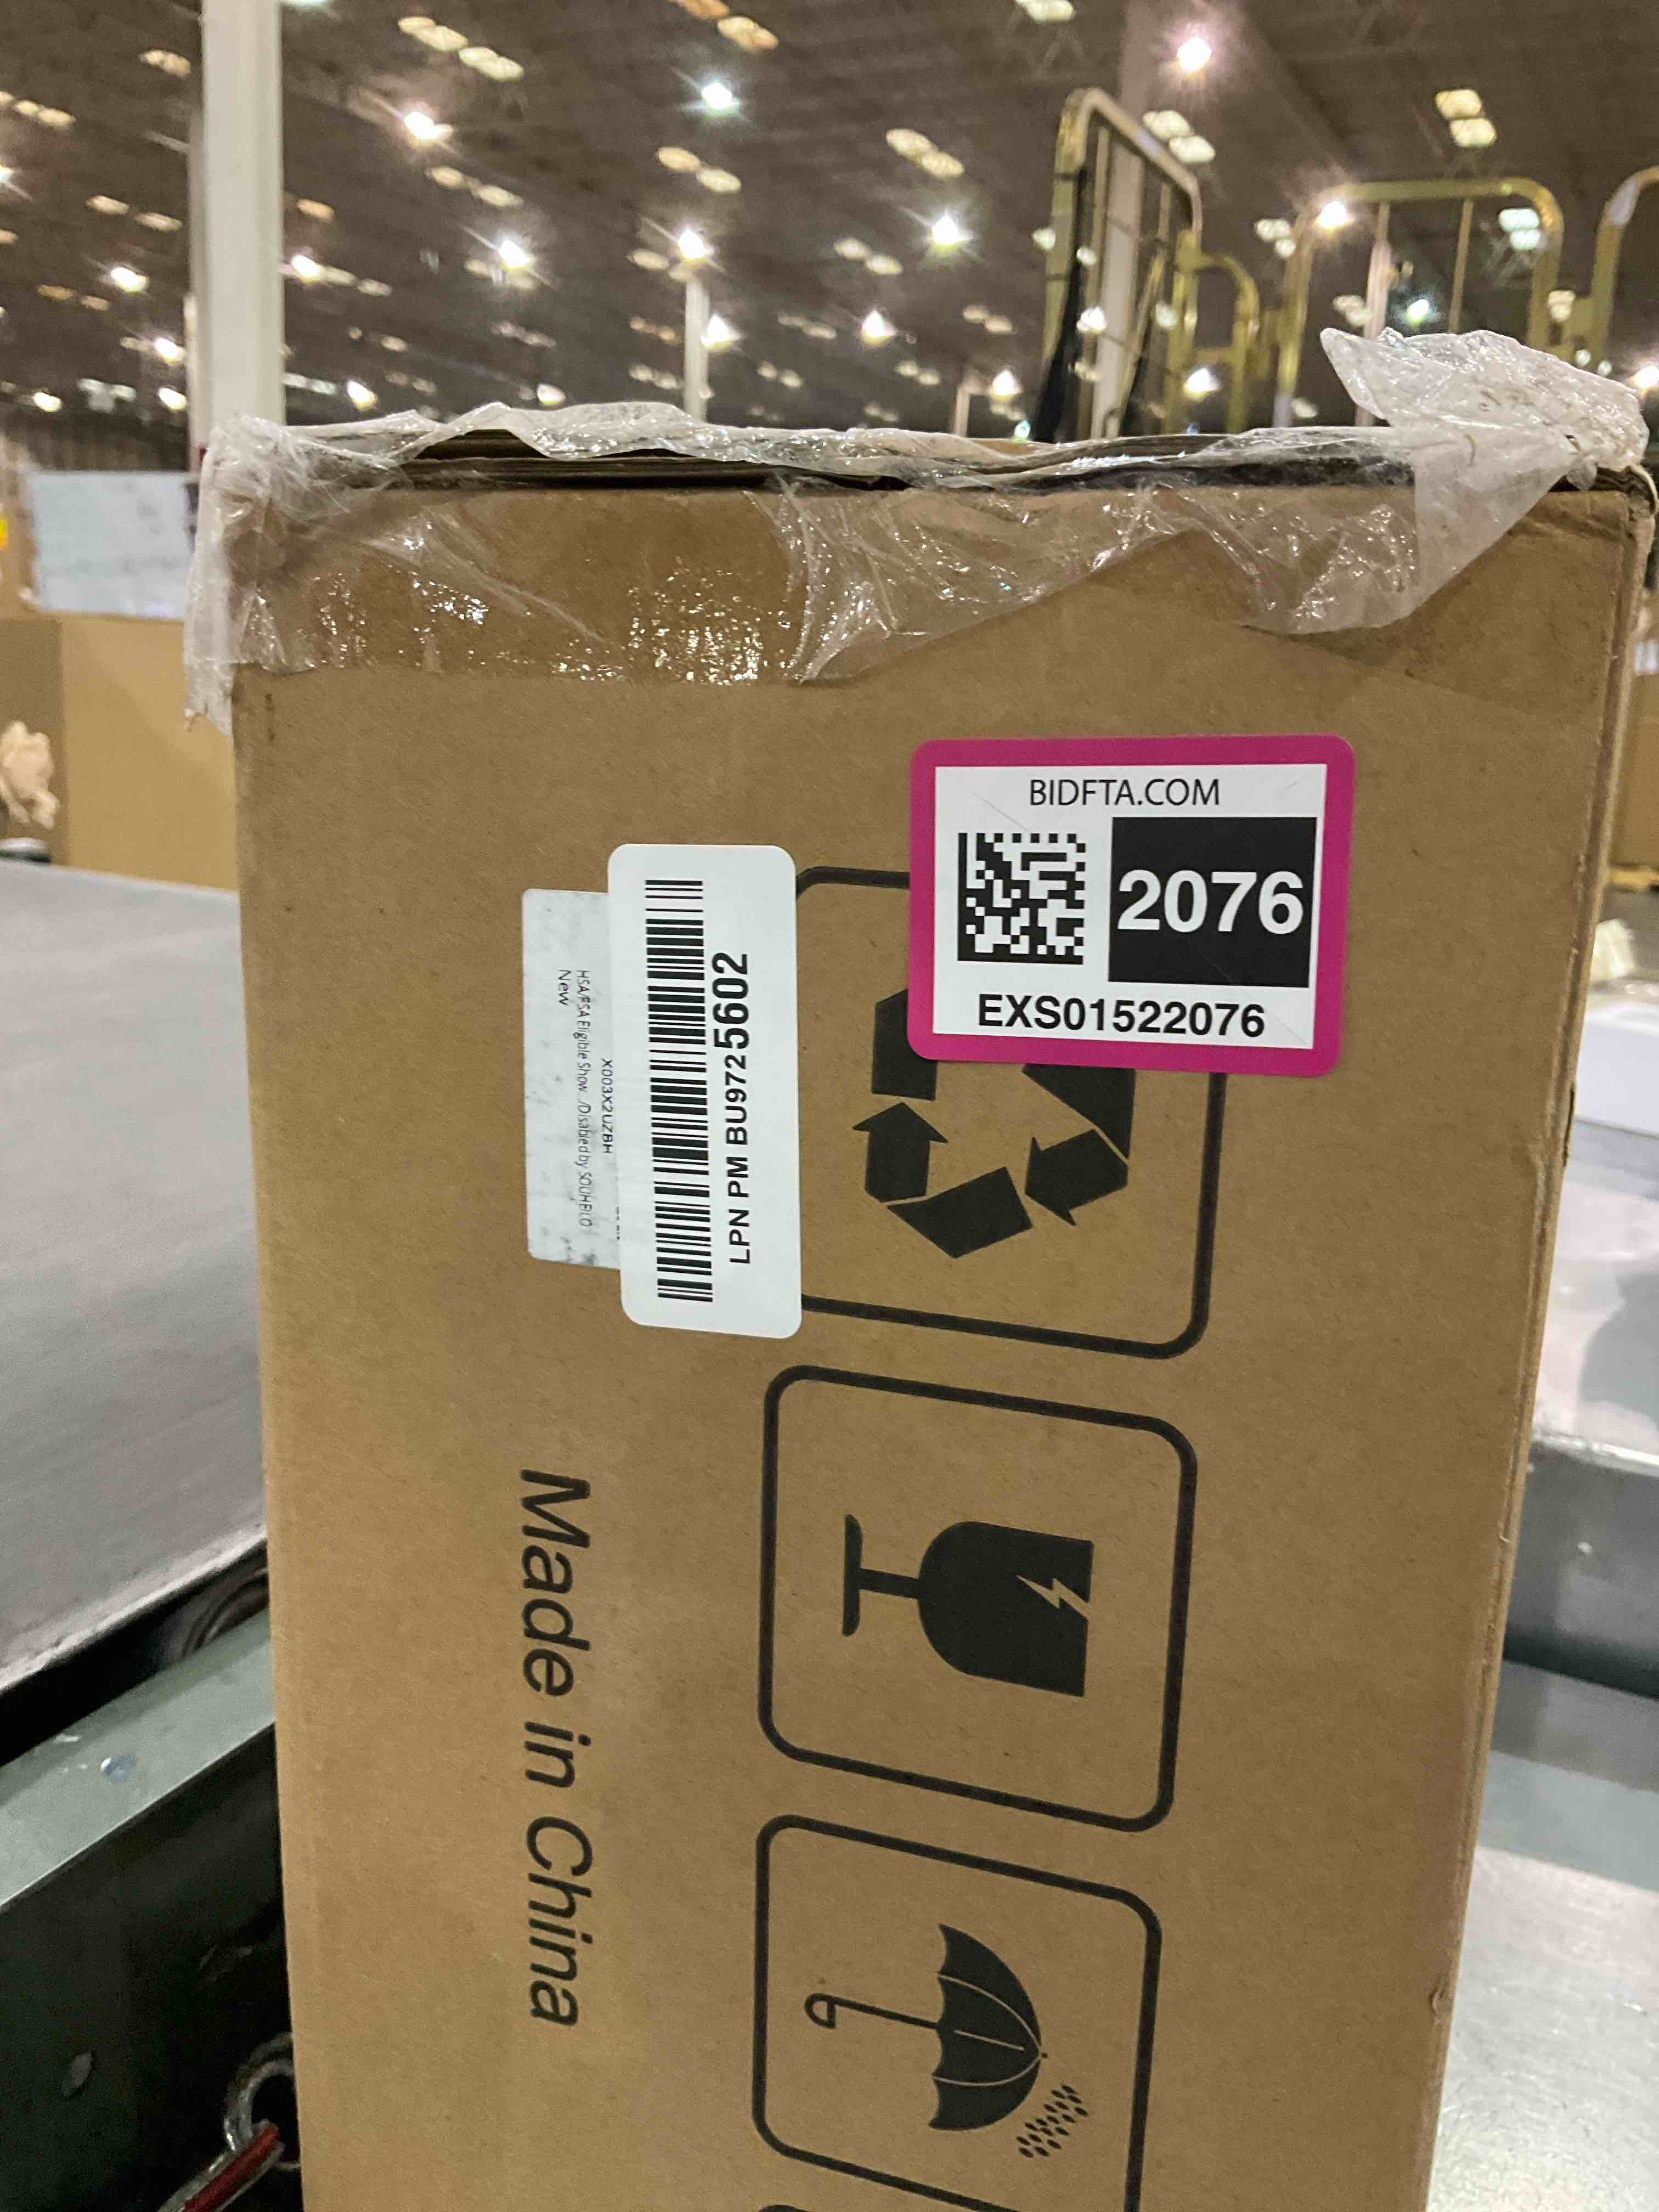 BIDFTA.COM
2076
EXS01522076
LPN PM BU9725602
X003X2UZBH
HSA/FSA Eligible Show.../Disabled by SOUHEILO
New
Made in China